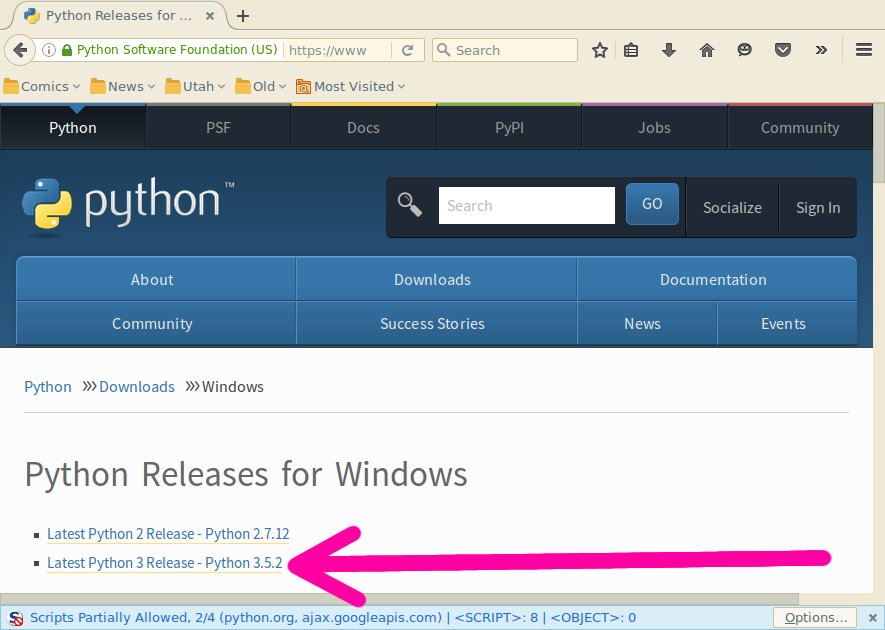 Python Releases for ...
Python Software Foundation (US) https://www Search
Comics News Utah Old Most Visited
Python PSF Docs PyPI Jobs Community
python™ Search GO Socialize Sign In
About Downloads Documentation
Community Success Stories News Events
Python »» Downloads »» Windows
Python Releases for Windows
Latest Python 2 Release - Python 2.7.12
Latest Python 3 Release - Python 3.5.2
Scripts Partially Allowed, 2/4 (python.org, ajax.googleapis.com) | <SCRIPT>: 8 | <OBJECT>: 0 Options...